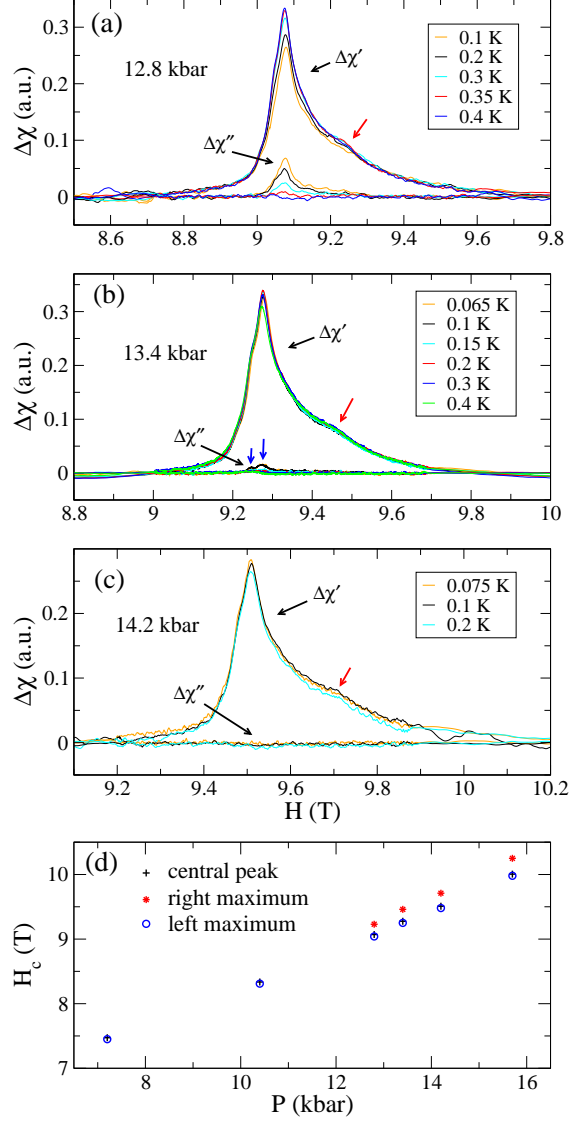 (a)
12.8 kbar
Δχ′
Δχ″
0.1 K
0.2 K
0.3 K
0.35 K
0.4 K
Δχ (a.u.)
0.3
0.2
0.1
0
8.6 8.8 9 9.2 9.4 9.6 9.8
(b)
13.4 kbar
Δχ′
Δχ″
0.065 K
0.1 K
0.15 K
0.2 K
0.3 K
0.4 K
Δχ (a.u.)
0.3
0.2
0.1
0
8.8 9 9.2 9.4 9.6 9.8 10
(c)
14.2 kbar
Δχ′
Δχ″
0.075 K
0.1 K
0.2 K
Δχ (a.u.)
0.2
0.1
0
9.2 9.4 9.6 9.8 10 10.2
H (T)
(d)
central peak
right maximum
left maximum
H_c (T)
10
9
8
7
8 10 12 14 16
P (kbar)